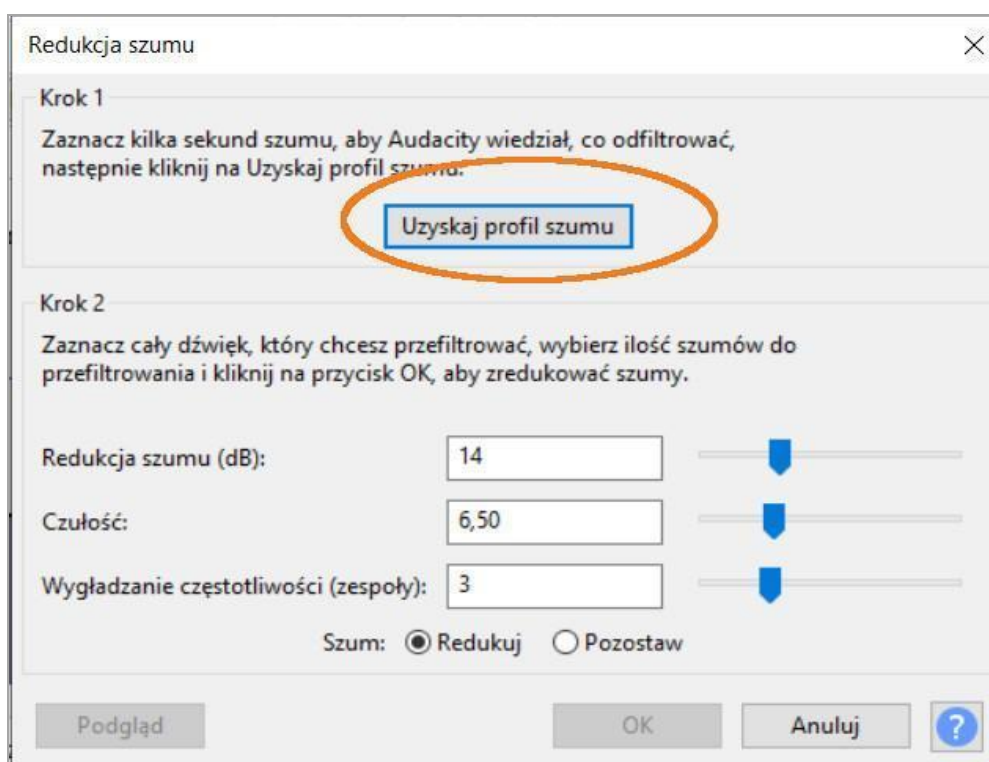 Redukcja szumu
Krok 1
Zaznacz kilka sekund szumu, aby Audacity wiedział, co odfiltrować,
następnie kliknij na Uzyskaj profil szumu.
Uzyskaj profil szumu
Krok 2
Zaznacz cały dźwięk, który chcesz przefiltrować, wybierz ilość szumów do
przefiltrowania i kliknij na przycisk OK, aby zredukować szumy.
Redukcja szumu (dB): 14
Czułość: 6,50
Wygładzanie częstotliwości (zespoły): 3
Szum: Redukuj Pozostaw
Podgląd OK Anuluj ?